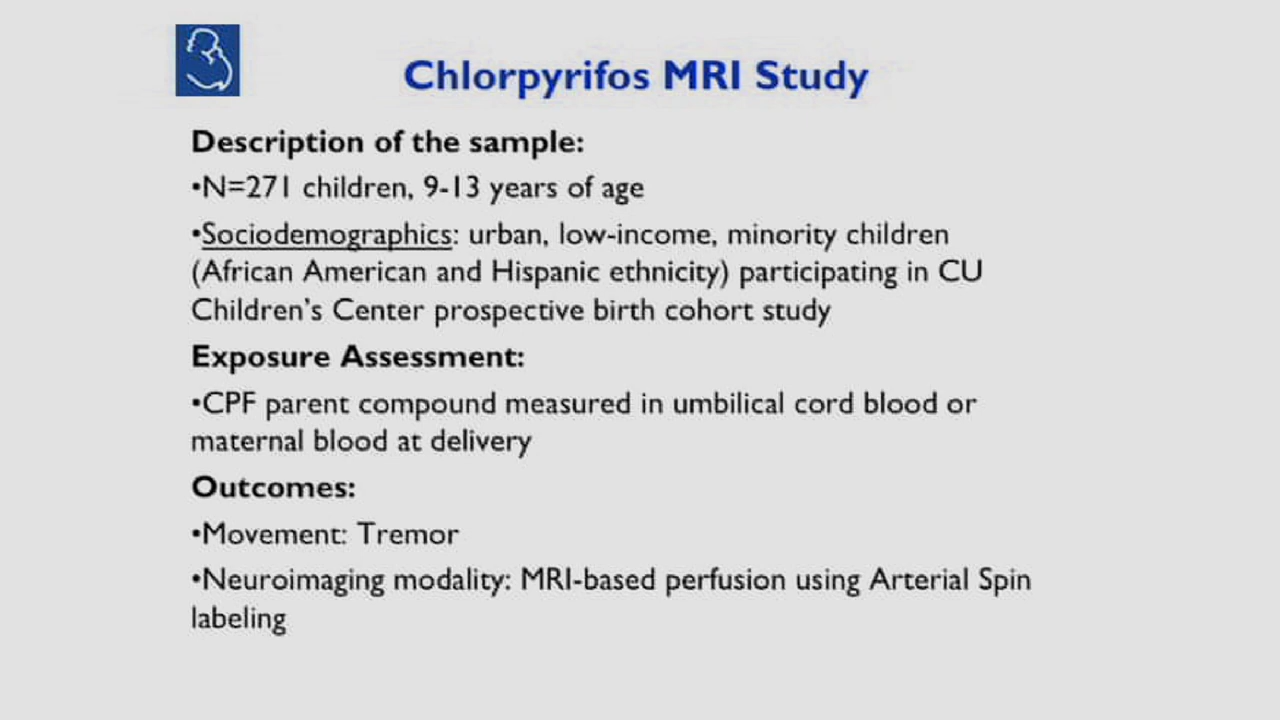 Chlorpyrifos MRI Study
Description of the sample:
•N=271 children, 9-13 years of age
•Sociodemographics: urban, low-income, minority children
(African American and Hispanic ethnicity) participating in CU
Children's Center prospective birth cohort study
Exposure Assessment:
•CPF parent compound measured in umbilical cord blood or
maternal blood at delivery
Outcomes:
•Movement: Tremor
•Neuroimaging modality: MRI-based perfusion using Arterial Spin
labeling